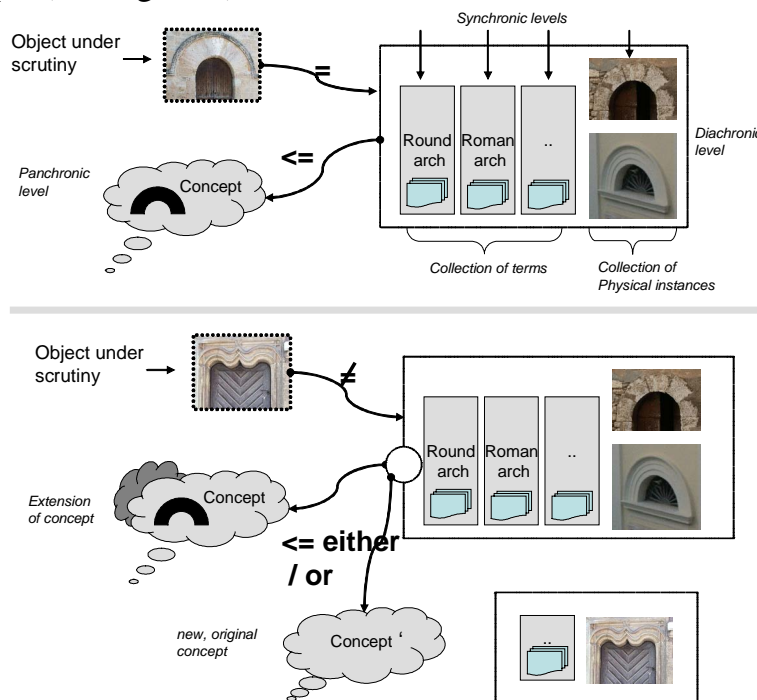 Synchronic levels
Object under
scrutiny
=
Round
arch
Roman
arch
..
Diachronic
level
<=
Panchronic
level
Concept
Collection of terms
Collection of
Physical instances
Object under
scrutiny
≠
Round
arch
Roman
arch
..
Extension
of concept
Concept
<= either
/ or
new, original
concept
Concept ‘
..